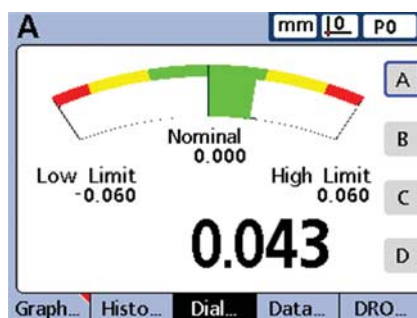 A
mm 0 P0
A
Nominal
0.000
B
Low Limit
-0.060
High Limit
0.060
C
0.043
D
Graph... Histo... Dial... Data... DRO...